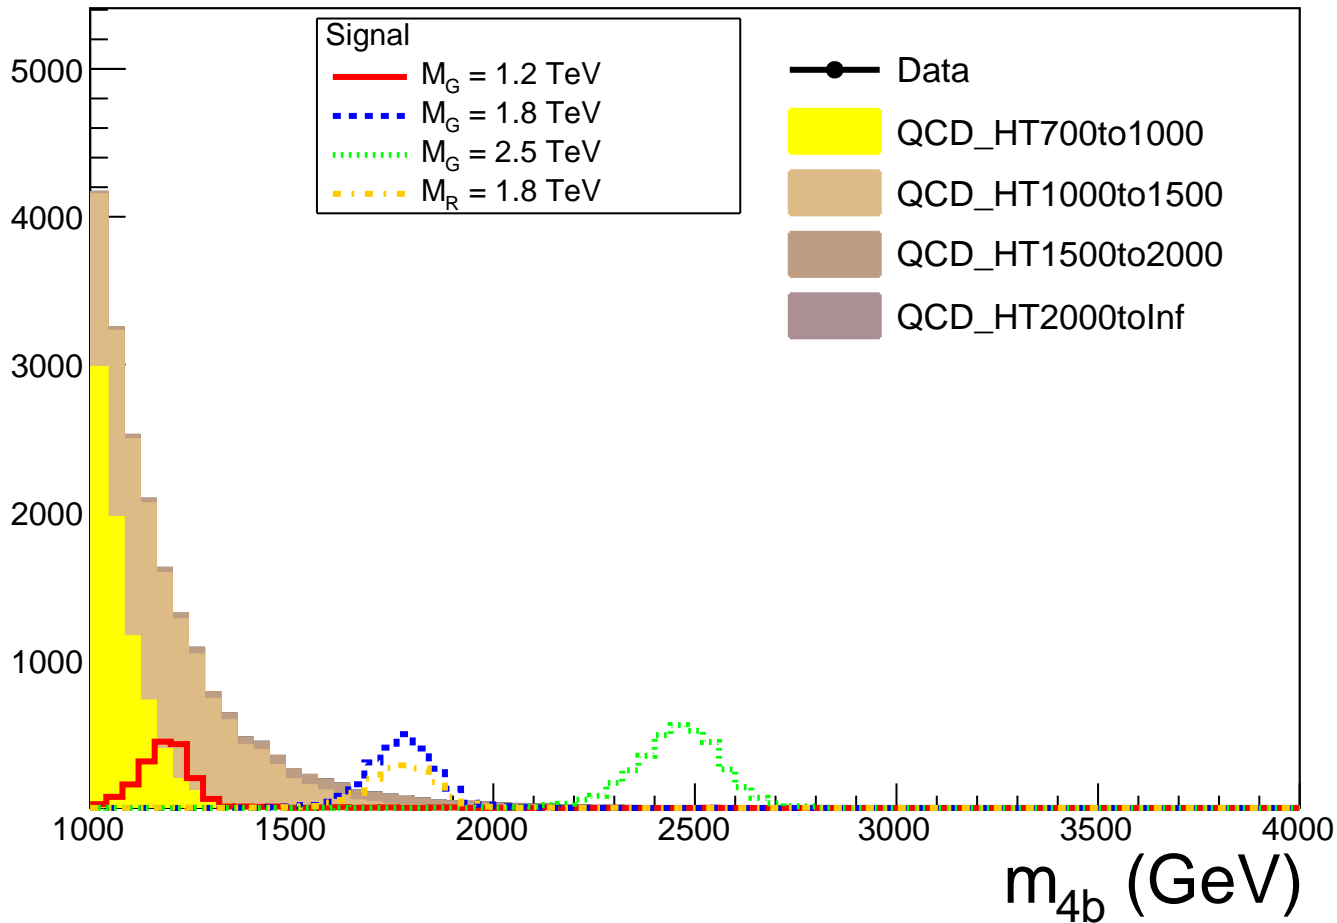 Signal
M_G = 1.2 TeV
M_G = 1.8 TeV
M_G = 2.5 TeV
M_R = 1.8 TeV
Data
QCD_HT700to1000
QCD_HT1000to1500
QCD_HT1500to2000
QCD_HT2000toInf
5000
4000
3000
2000
1000
1000 1500 2000 2500 3000 3500 4000
m_4b (GeV)